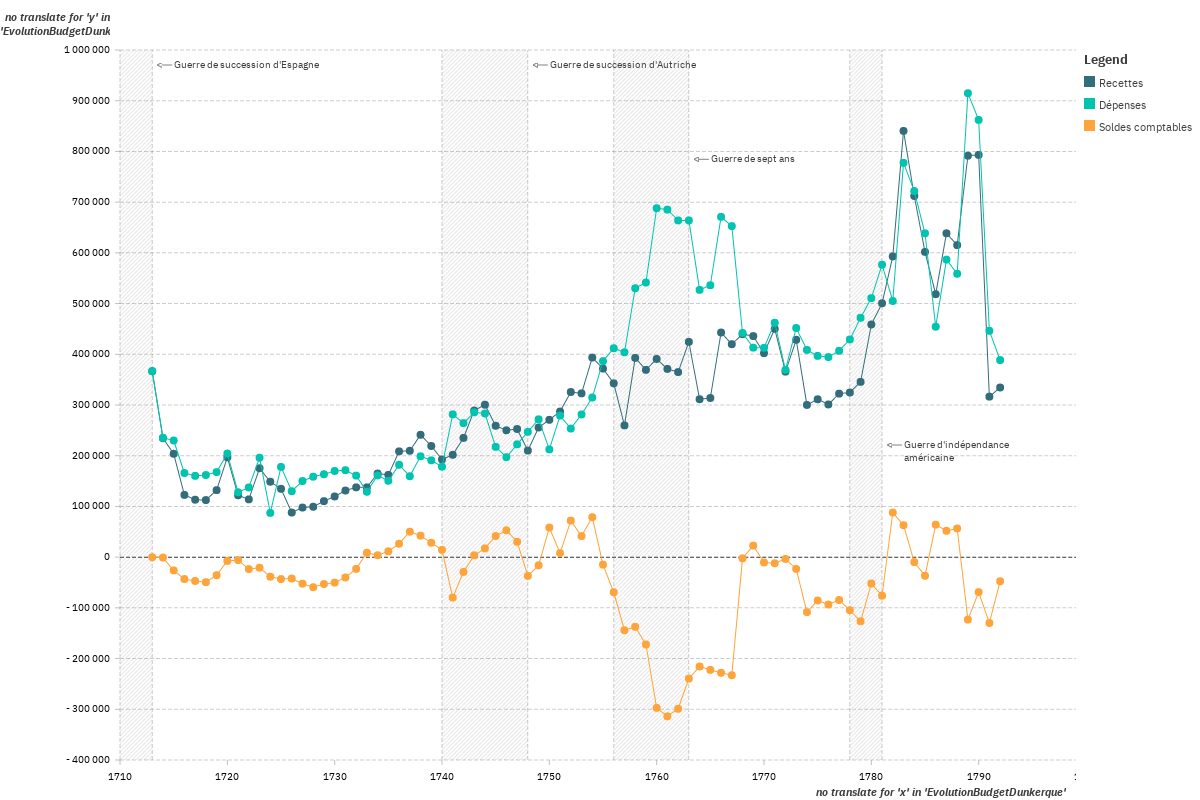 no translate for 'y' in
'EvolutionBudgetDunk
1 000 000
900 000
800 000
700 000
600 000
500 000
400 000
300 000
200 000
100 000
0
- 100 000
- 200 000
- 300 000
- 400 000
Guerre de succession d'Espagne
Guerre de succession d'Autriche
Guerre de sept ans
Guerre d'indépendance
américaine
1710 1720 1730 1740 1750 1760 1770 1780 1790
no translate for 'x' in 'EvolutionBudgetDunkerque'
Legend
Recettes
Dépenses
Soldes comptables